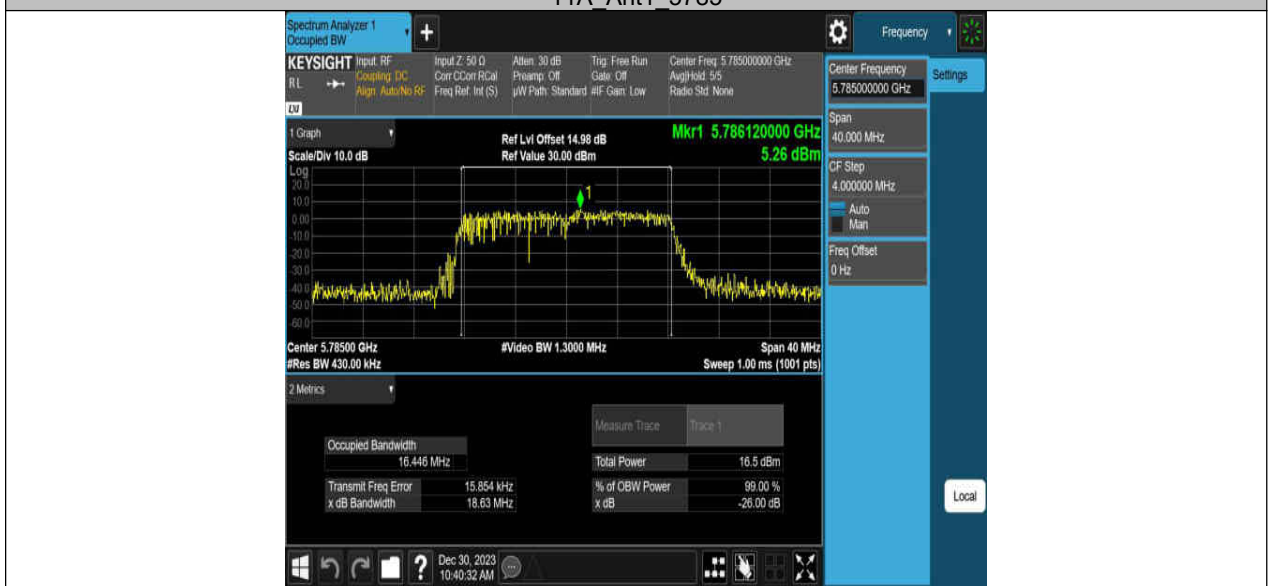 11A_Ant1_5785
Spectrum Analyzer 1
Occupied BW
+
Frequency
KEYSIGHT
RL
LXI
Input: RF
Coupling: DC
Align: Auto/No RF
Input Z: 50 Ω
Corr CCorr RCal
Freq Ref: Int (S)
Atten: 30 dB
Preamp: Off
µW Path: Standard
Trig: Free Run
Gate: Off
#IF Gain: Low
Center Freq: 5.785000000 GHz
Avg|Hold: 5/5
Radio Std: None
Center Frequency
5.785000000 GHz
Settings
Span
40.000 MHz
CF Step
4.000000 MHz
Auto
Man
Freq Offset
0 Hz
Local
1 Graph
Scale/Div 10.0 dB
Ref Lvl Offset 14.98 dB
Ref Value 30.00 dBm
Mkr1 5.786120000 GHz
5.26 dBm
Log
20.0
10.0
0.00
-10.0
-20.0
-30.0
-40.0
-50.0
-60.0
1
Center 5.78500 GHz
#Res BW 430.00 kHz
#Video BW 1.3000 MHz
Span 40 MHz
Sweep 1.00 ms (1001 pts)
2 Metrics
Measure Trace
Trace 1
Occupied Bandwidth
16.446 MHz
Total Power
16.5 dBm
Transmit Freq Error
15.854 kHz
% of OBW Power
99.00 %
x dB Bandwidth
18.63 MHz
x dB
-26.00 dB
?
Dec 30, 2023
10:40:32 AM